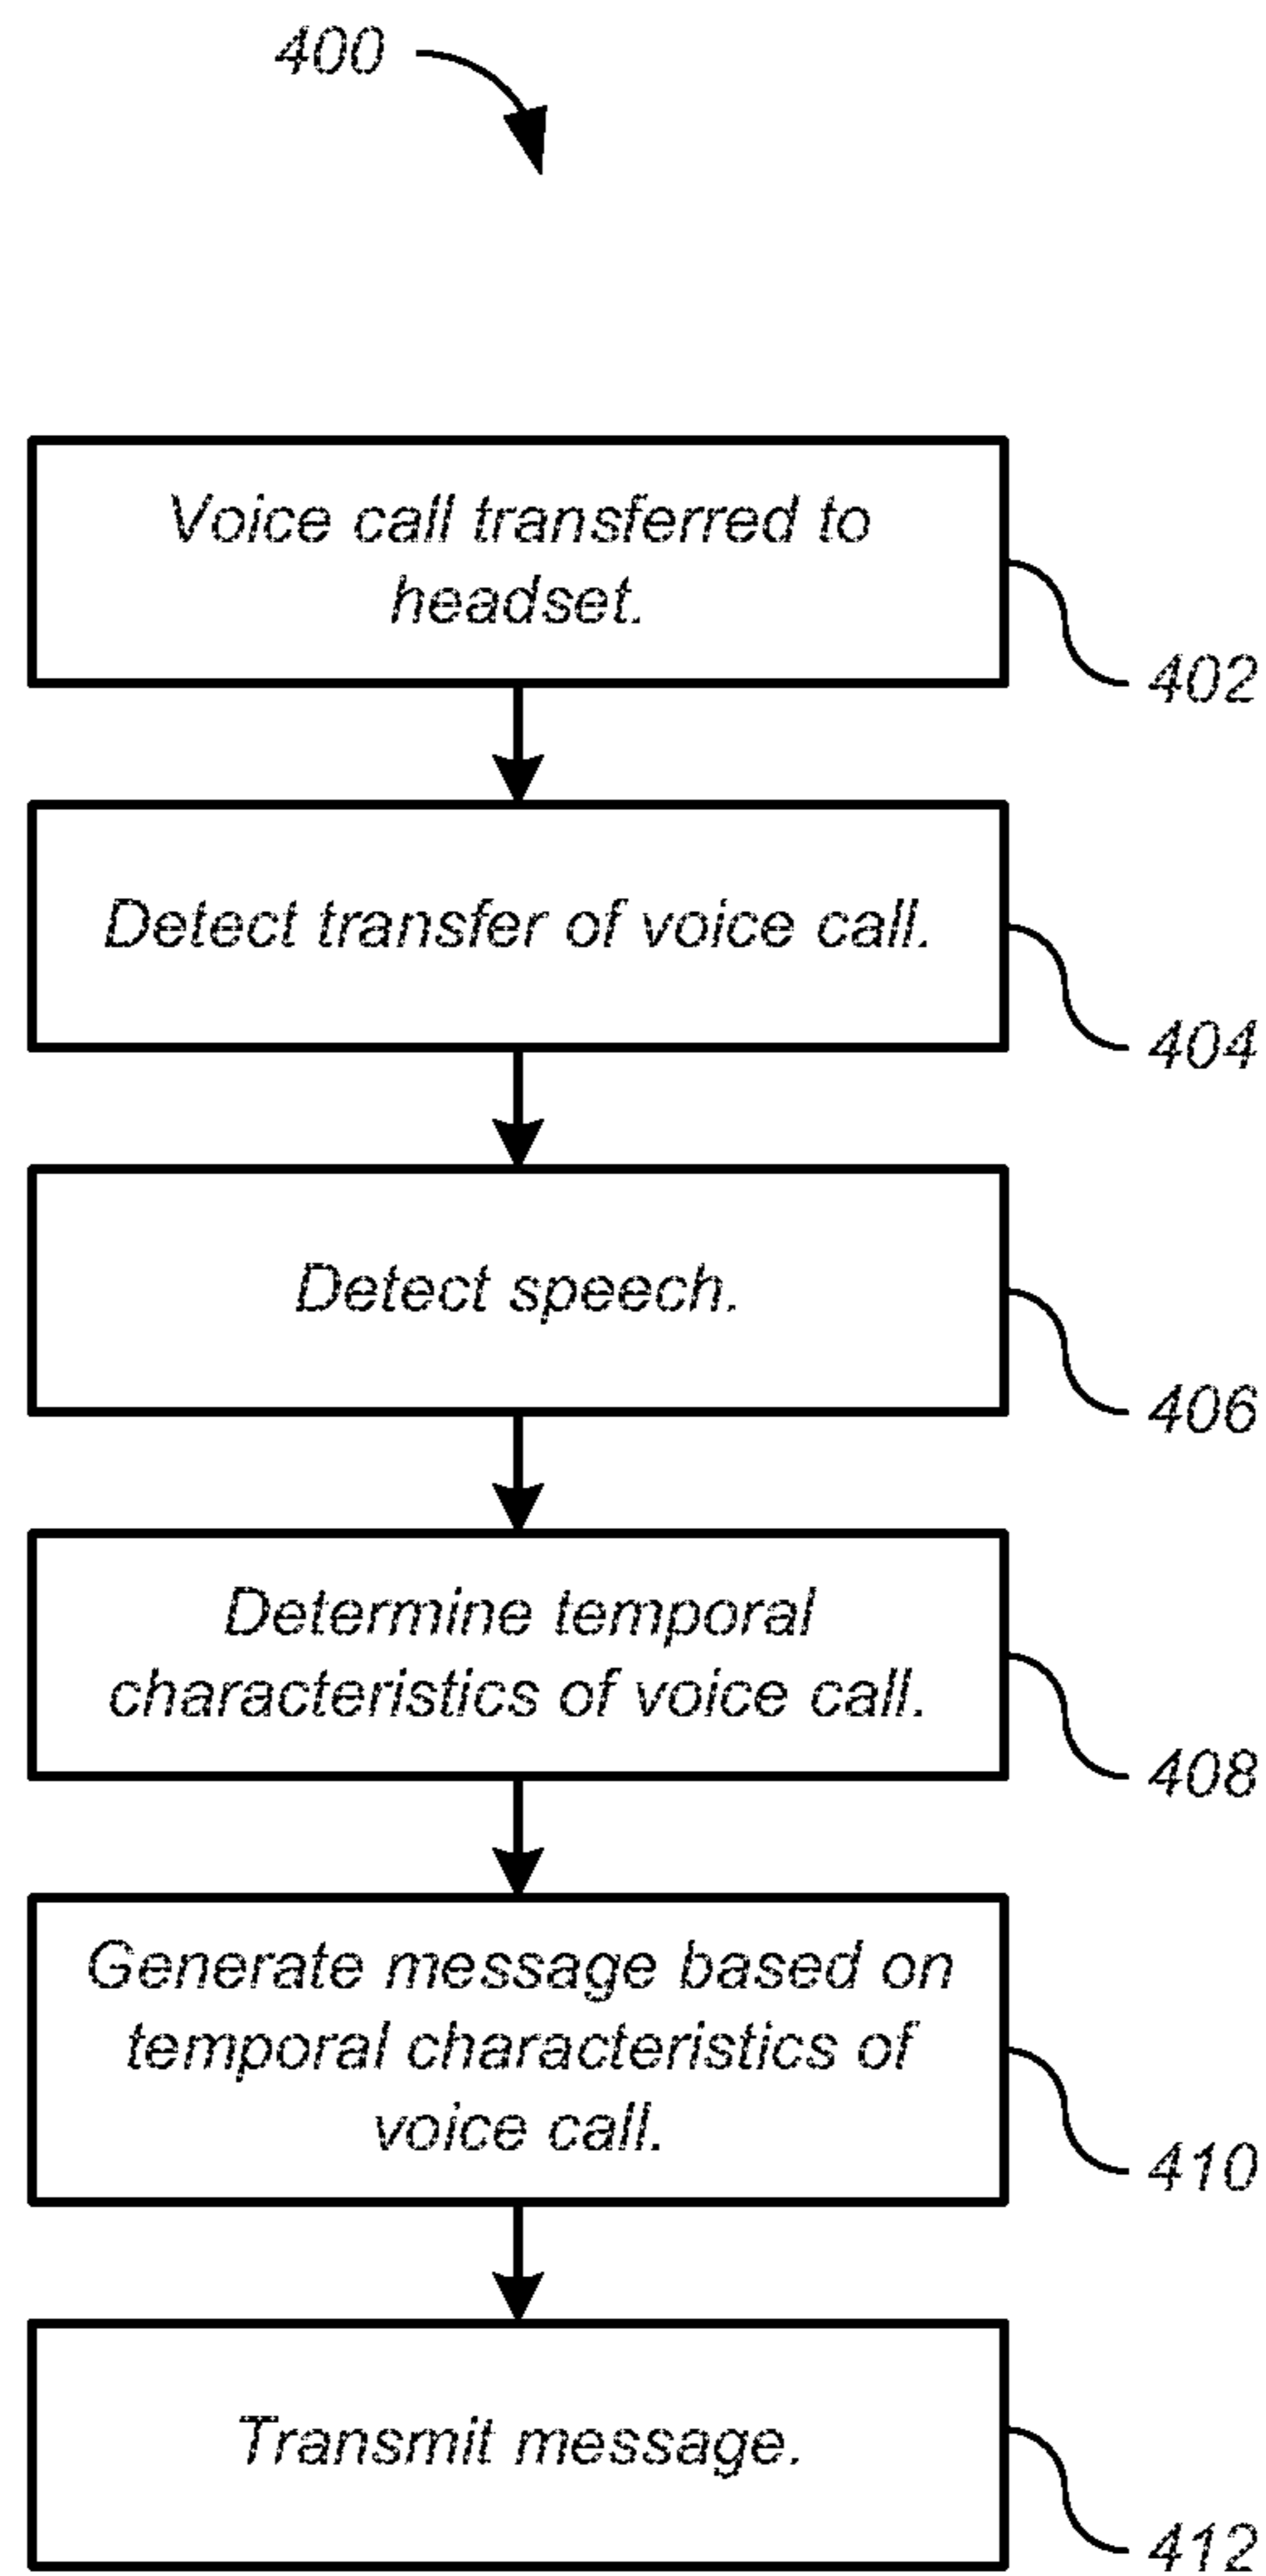 400
Voice call transferred to
headset.
402
Detect transfer of voice call.
404
Detect speech.
406
Determine temporal
characteristics of voice call.
408
Generate message based on
temporal characteristics of
voice call.
410
Transmit message.
412